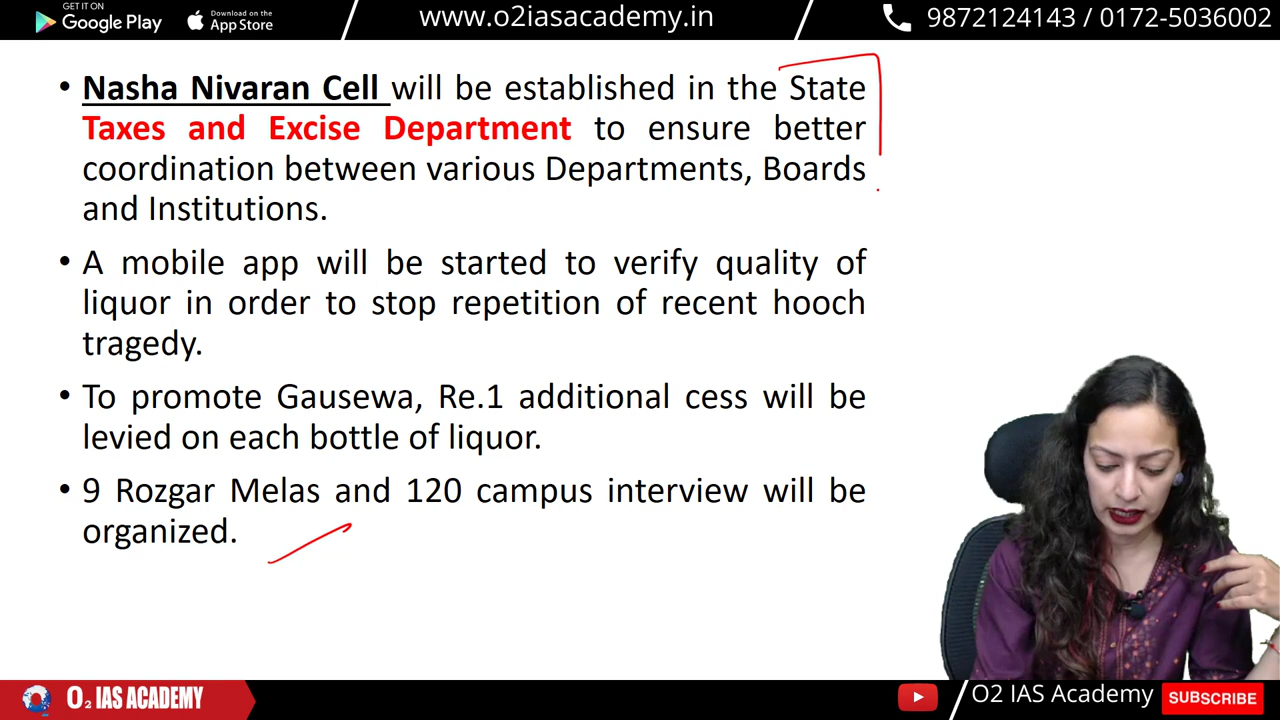 GET IT ON
Google Play
Download on the
App Store
www.o2iasacademy.in
9872124143 / 0172-5036002
• Nasha Nivaran Cell will be established in the State
Taxes and Excise Department to ensure better
coordination between various Departments, Boards
and Institutions.
• A mobile app will be started to verify quality of
liquor in order to stop repetition of recent hooch
tragedy.
• To promote Gausewa, Re.1 additional cess will be
levied on each bottle of liquor.
• 9 Rozgar Melas and 120 campus interview will be
organized.
O2 IAS ACADEMY
O2 IAS Academy
SUBSCRIBE